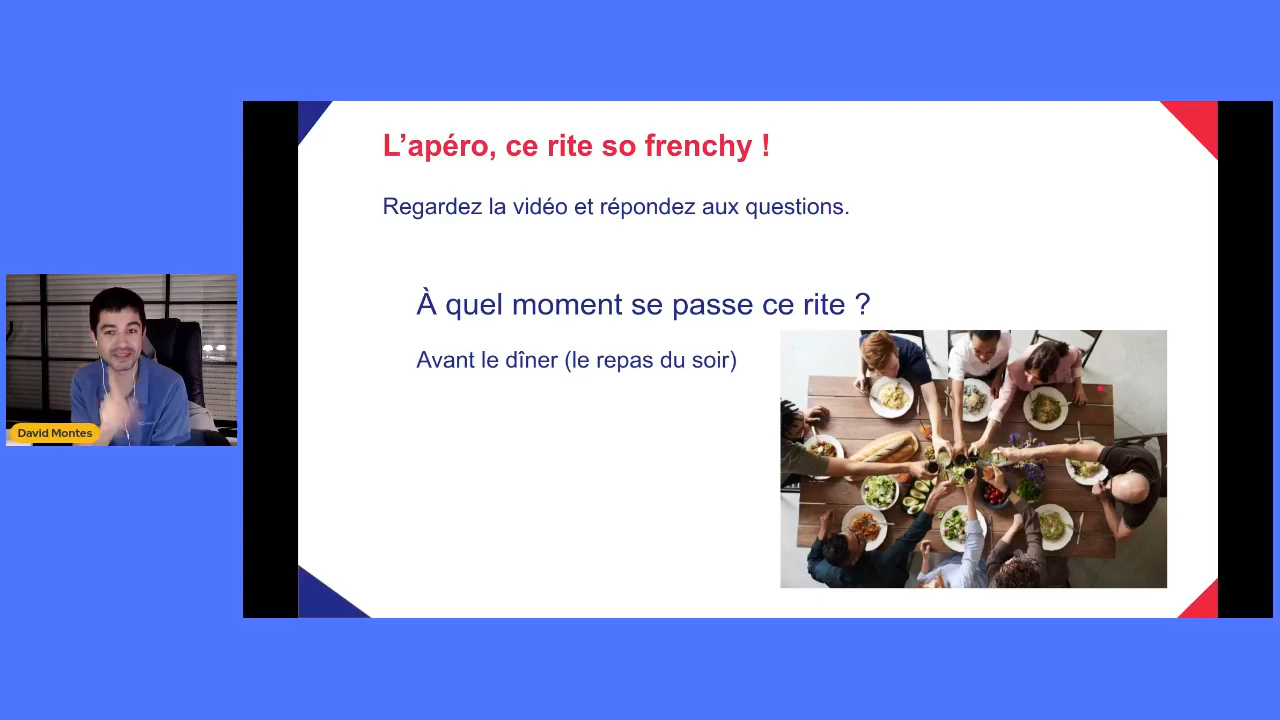 L’apéro, ce rite so frenchy !
Regardez la vidéo et répondez aux questions.
À quel moment se passe ce rite ?
Avant le dîner (le repas du soir)
David Montes